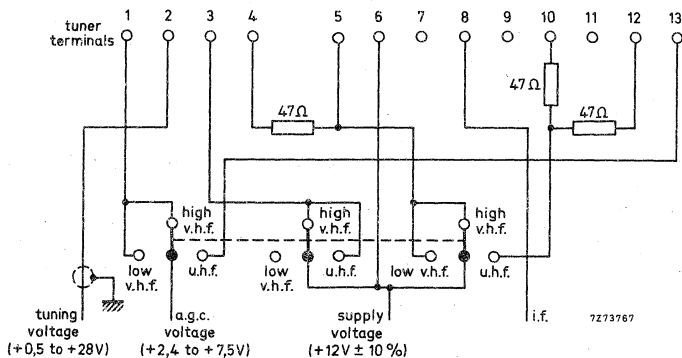 tuner terminals
1 2 3 4 5 6 7 8 9 10 11 12 13
47Ω
47Ω
47Ω
high v.h.f.
high v.h.f.
high v.h.f.
low v.h.f.
u.h.f.
low v.h.f.
u.h.f.
low v.h.f.
u.h.f.
tuning voltage (+0,5 to +28V)
a.g.c. voltage (+2,4 to +7,5V)
supply voltage (+12V ± 10 %)
i.f.
7Z73767